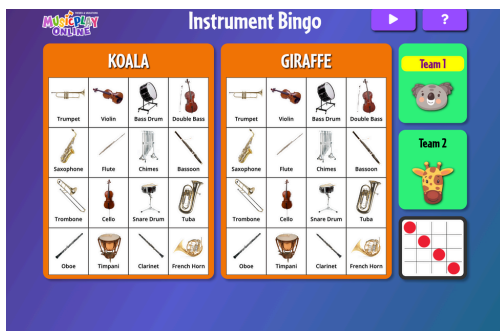 MUSICPLAY
ONLINE
Instrument Bingo
?
KOALA
Trumpet Violin Bass Drum Double Bass
Saxophone Flute Chimes Bassoon
Trombone Cello Snare Drum Tuba
Oboe Timpani Clarinet French Horn
GIRAFFE
Trumpet Violin Bass Drum Double Bass
Saxophone Flute Chimes Bassoon
Trombone Cello Snare Drum Tuba
Oboe Timpani Clarinet French Horn
Team 1
Team 2